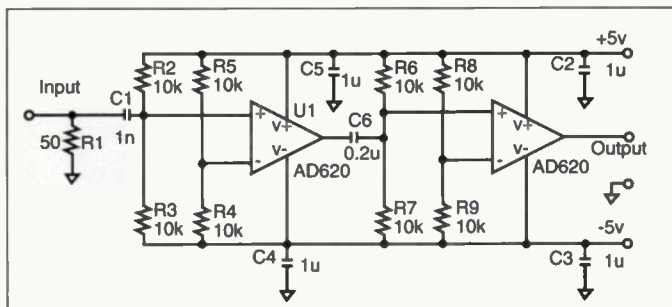 +5v
R2
10k
R5
10k
C5
1u
R6
10k
R8
10k
C2
1u
Input
C1
1n
50
R1
U1
+
v+
v-
-
AD620
C6
0.2u
+
v+
v-
-
AD620
Output
R3
10k
R4
10k
R7
10k
R9
10k
-5v
C4
1u
C3
1u